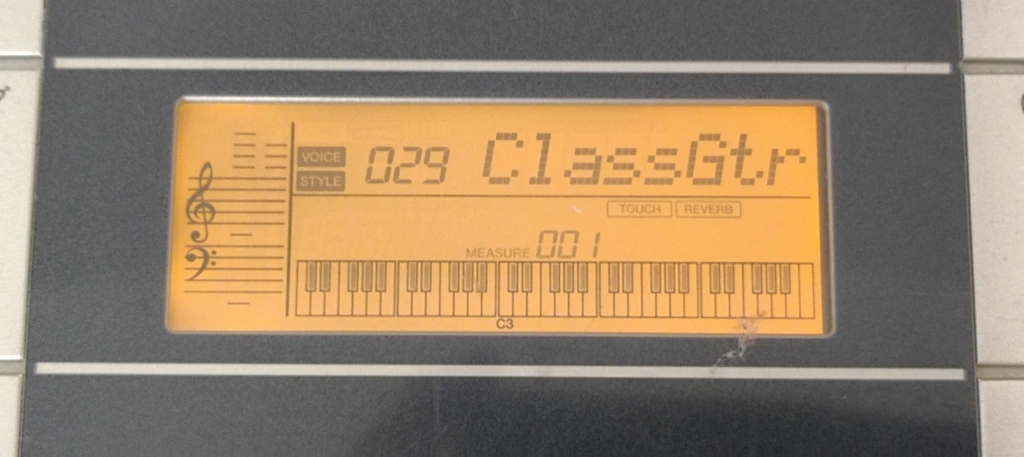 VOICE
STYLE
029 ClassGtr
TOUCH REVERB
MEASURE 001
C3